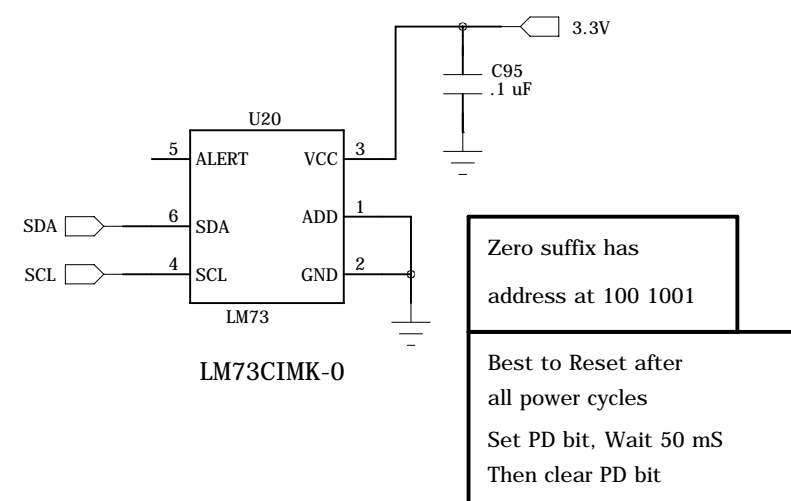 3.3V
C95
.1 uF
U20
5 ALERT VCC 3
SDA 6 SDA ADD 1
SCL 4 SCL GND 2
LM73
LM73CIMK-0
Zero suffix has
address at 100 1001
Best to Reset after
all power cycles
Set PD bit, Wait 50 mS
Then clear PD bit